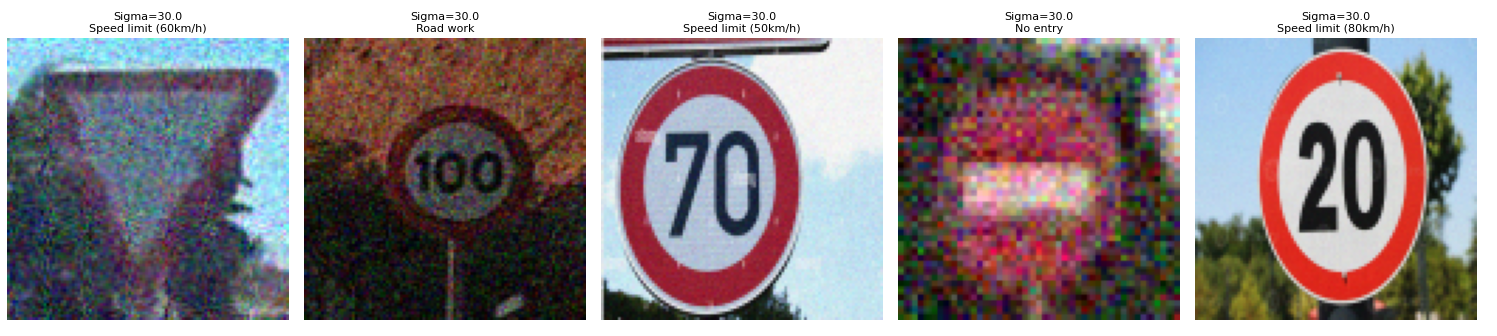 Sigma=30.0
Speed limit (60km/h)
Sigma=30.0
Road work
100
Sigma=30.0
Speed limit (50km/h)
70
Sigma=30.0
No entry
Sigma=30.0
Speed limit (80km/h)
20